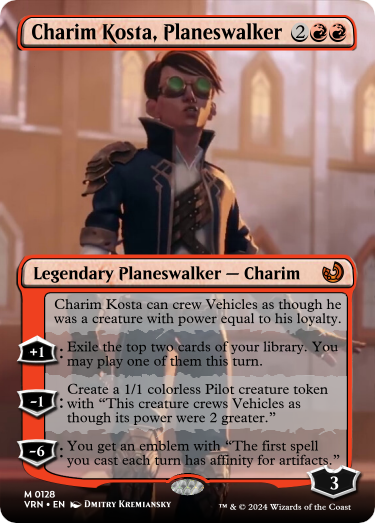 Charim Kosta, Planeswalker 2
Legendary Planeswalker — Charim
Charim Kosta can crew Vehicles as though he
was a creature with power equal to his loyalty.
+1: Exile the top two cards of your library. You
may play one of them this turn.
-1: Create a 1/1 colorless Pilot creature token
with “This creature crews Vehicles as
though its power were 2 greater.”
-6: You get an emblem with “The first spell
you cast each turn has affinity for artifacts.”
3
M 0128
VRN • EN Dmitry Kremiansky
™ & © 2024 Wizards of the Coast